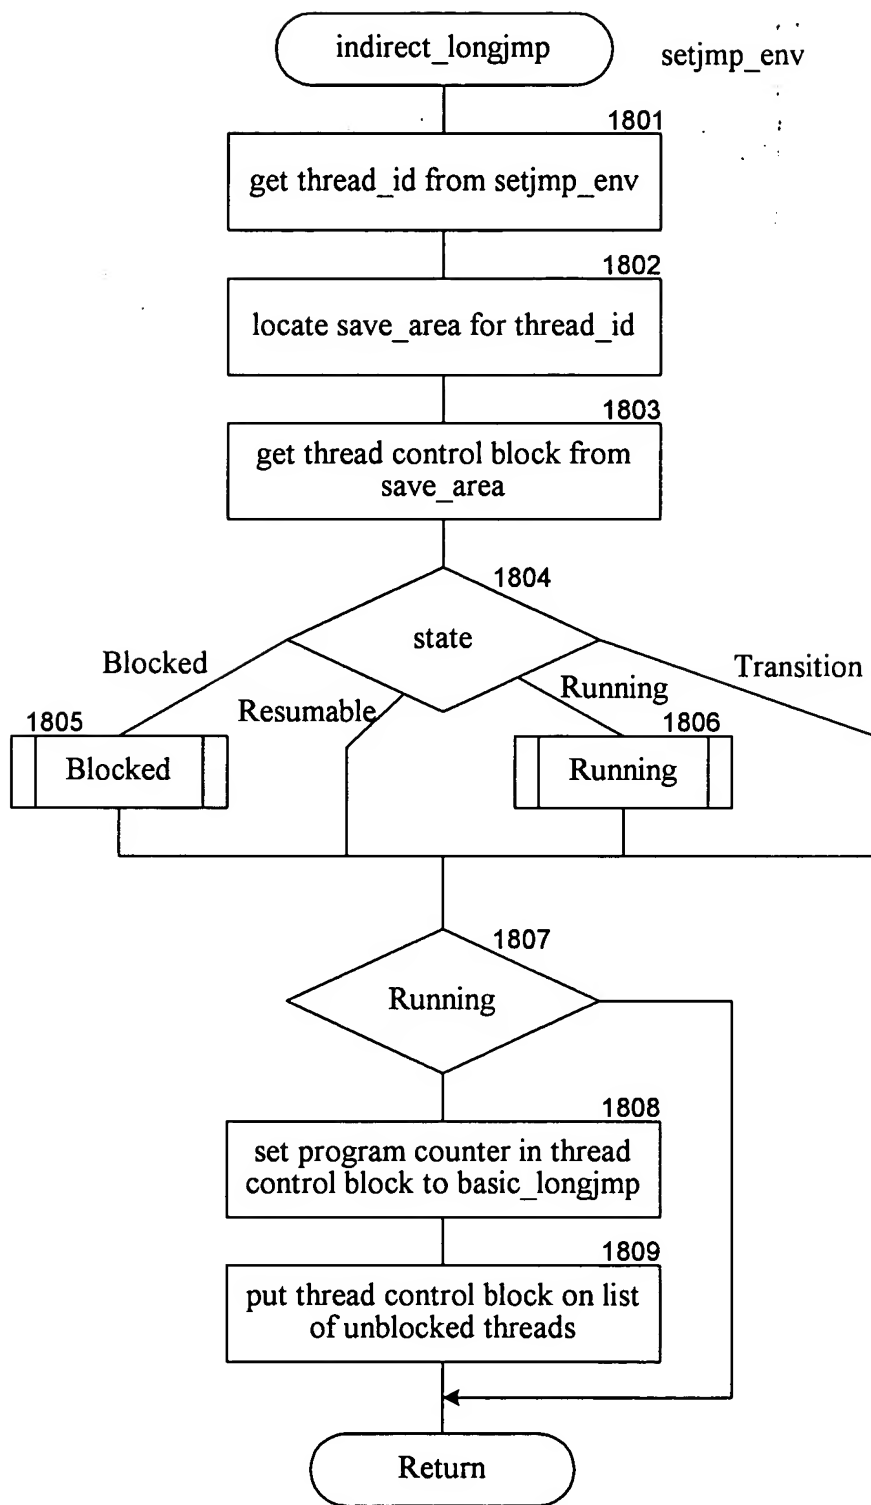 indirect_longjmp
setjmp_env
1801
get thread_id from setjmp_env
1802
locate save_area for thread_id
1803
get thread control block from
save_area
1804
state
Blocked
Resumable
Running
Transition
1805
Blocked
1806
Running
1807
Running
1808
set program counter in thread
control block to basic_longjmp
1809
put thread control block on list
of unblocked threads
Return